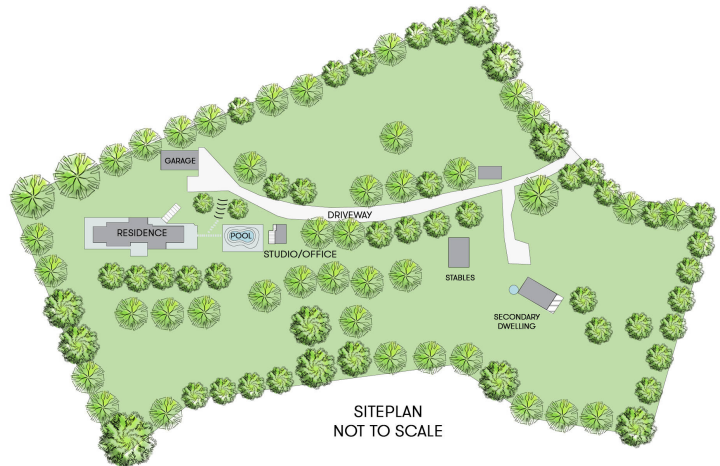 GARAGE
DRIVEWAY
RESIDENCE
POOL
STUDIO/OFFICE
STABLES
SECONDARY
DWELLING
SITEPLAN
NOT TO SCALE